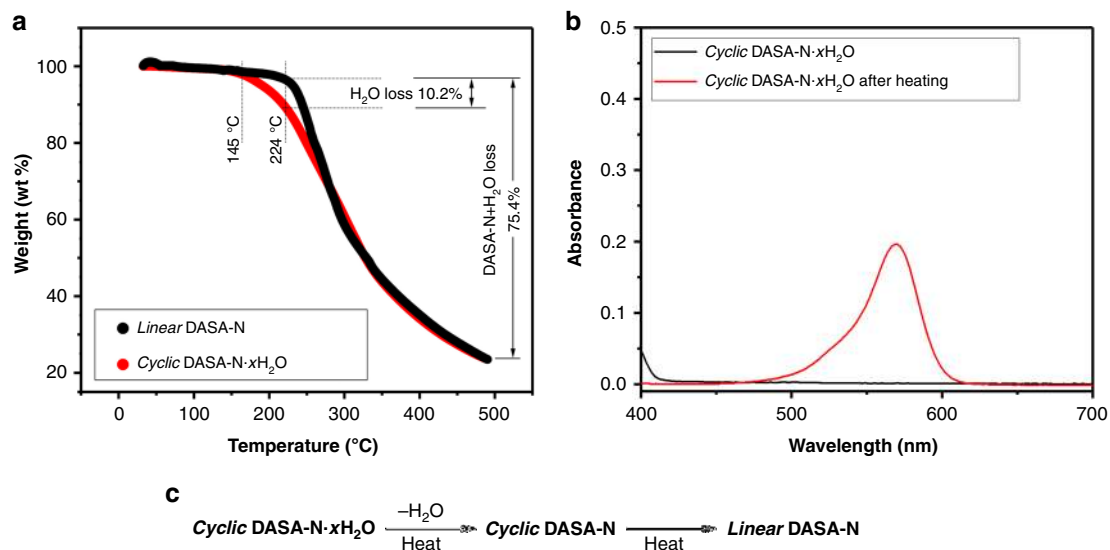 a
Weight (wt %)
100
80
60
40
20
0
100
200
300
400
500
Temperature (°C)
145 °C
224 °C
H₂O loss 10.2%
DASA-N+H₂O loss
75.4%
Linear DASA-N
Cyclic DASA-N·xH₂O
b
Absorbance
0.5
0.4
0.3
0.2
0.1
0.0
400
500
600
700
Wavelength (nm)
Cyclic DASA-N·xH₂O
Cyclic DASA-N·xH₂O after heating
c
Cyclic DASA-N·xH₂O –H₂O Heat Cyclic DASA-N Heat Linear DASA-N